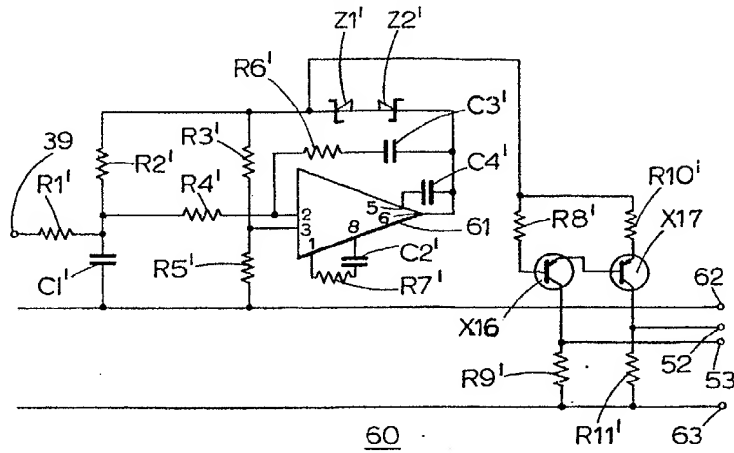 Z1' Z2'
R6' C3'
39 R3' C4'
R2' R10'
R1' R4' R8' X17
2 5 6 61
3 8
1 C2'
C1' R5' R7' 62
X16
52
53
R9'
R11' 63
60